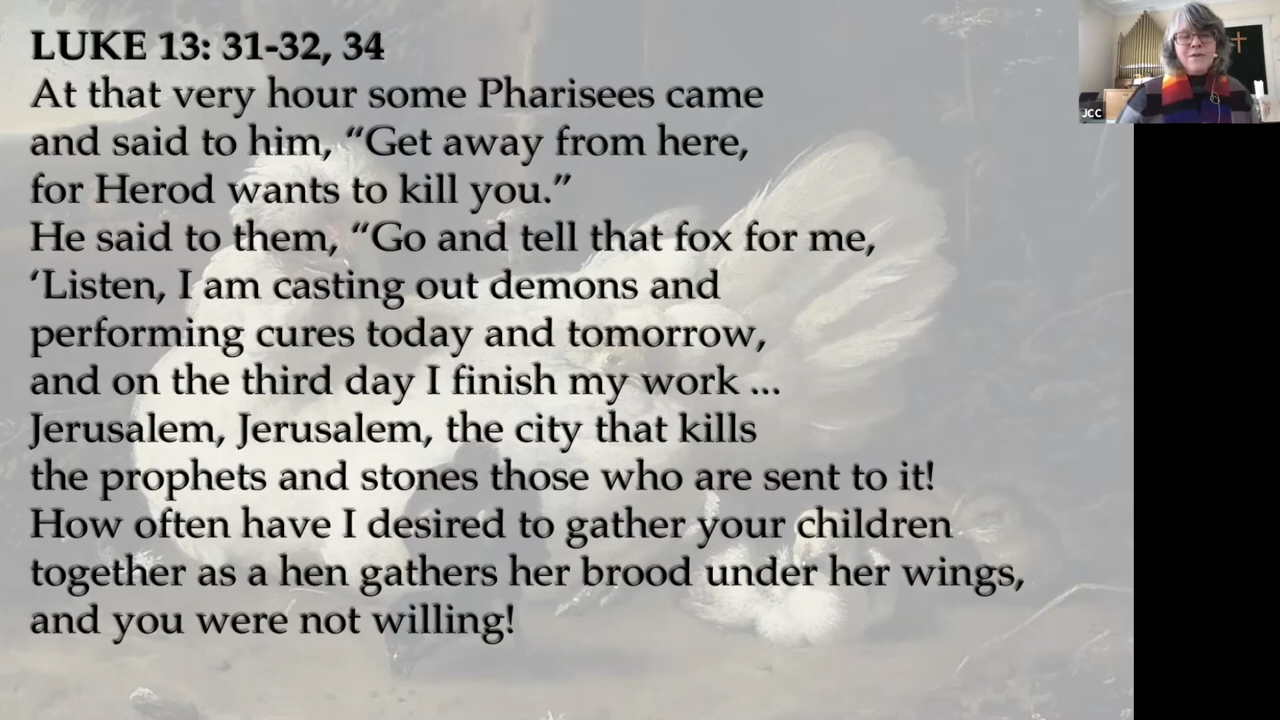 LUKE 13: 31-32, 34
At that very hour some Pharisees came
and said to him, “Get away from here,
for Herod wants to kill you.”
He said to them, “Go and tell that fox for me,
‘Listen, I am casting out demons and
performing cures today and tomorrow,
and on the third day I finish my work ...
Jerusalem, Jerusalem, the city that kills
the prophets and stones those who are sent to it!
How often have I desired to gather your children
together as a hen gathers her brood under her wings,
and you were not willing!
JCC